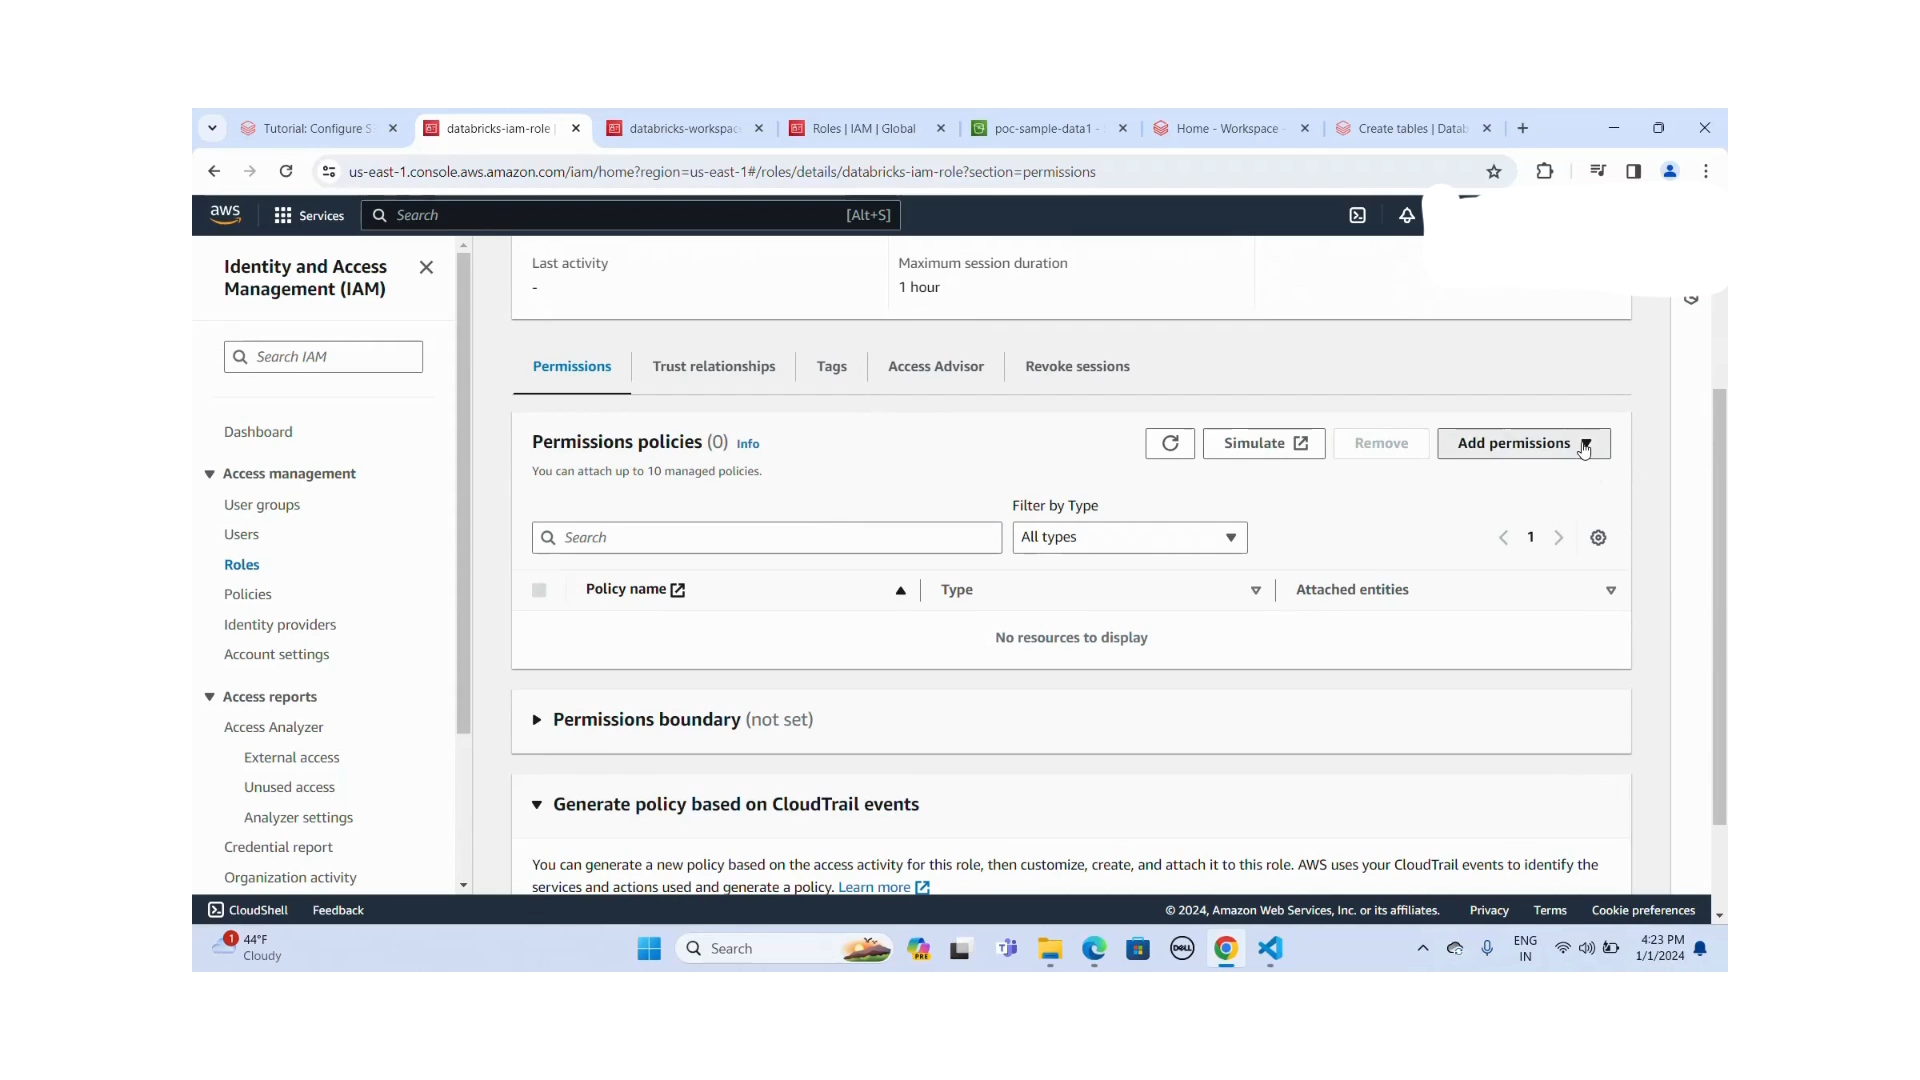 Tutorial: Configure S
databricks-iam-role
databricks-workspac
Roles | IAM | Global
poc-sample-data1 -
Home - Workspace
Create tables | Datab
us-east-1.console.aws.amazon.com/iam/home?region=us-east-1#/roles/details/databricks-iam-role?section=permissions
aws
Services
Search
[Alt+S]
Identity and Access
Management (IAM)
Search IAM
Dashboard
Access management
User groups
Users
Roles
Policies
Identity providers
Account settings
Access reports
Access Analyzer
External access
Unused access
Analyzer settings
Credential report
Organization activity
Last activity
-
Maximum session duration
1 hour
Permissions
Trust relationships
Tags
Access Advisor
Revoke sessions
Permissions policies (0) Info
You can attach up to 10 managed policies.
Simulate
Remove
Add permissions
Filter by Type
Search
All types
1
Policy name
Type
Attached entities
No resources to display
Permissions boundary (not set)
Generate policy based on CloudTrail events
You can generate a new policy based on the access activity for this role, then customize, create, and attach it to this role. AWS uses your CloudTrail events to identify the
services and actions used and generate a policy. Learn more
CloudShell
Feedback
© 2024, Amazon Web Services, Inc. or its affiliates.
Privacy
Terms
Cookie preferences
1
44°F
Cloudy
Search
PRE
DELL
ENG
IN
4:23 PM
1/1/2024